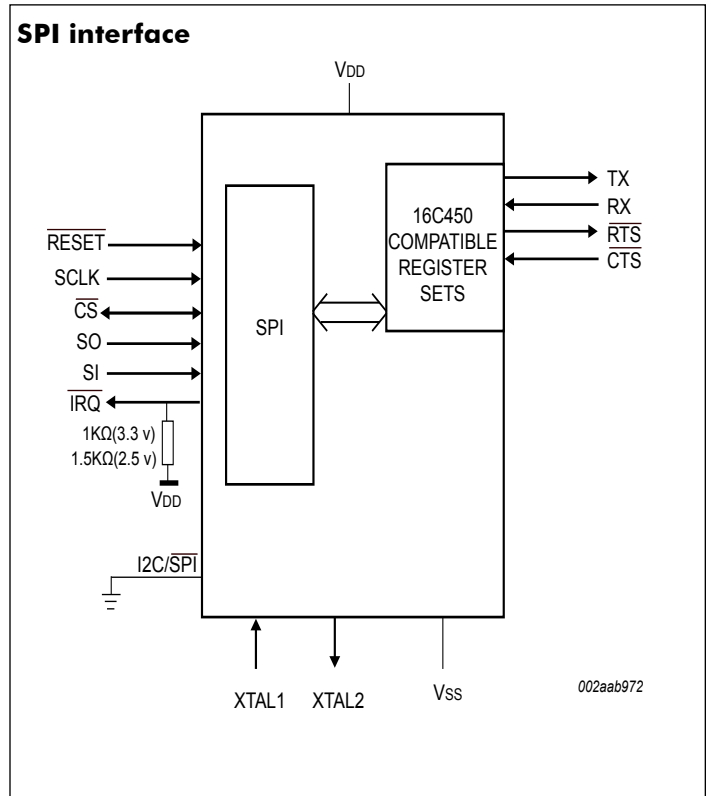 SPI interface
VDD
RESET
SCLK
CS
SO
SI
IRQ
1KΩ(3.3 v)
1.5KΩ(2.5 v)
VDD
I2C/SPI
SPI
16C450
COMPATIBLE
REGISTER
SETS
TX
RX
RTS
CTS
XTAL1
XTAL2
VSS
002aab972